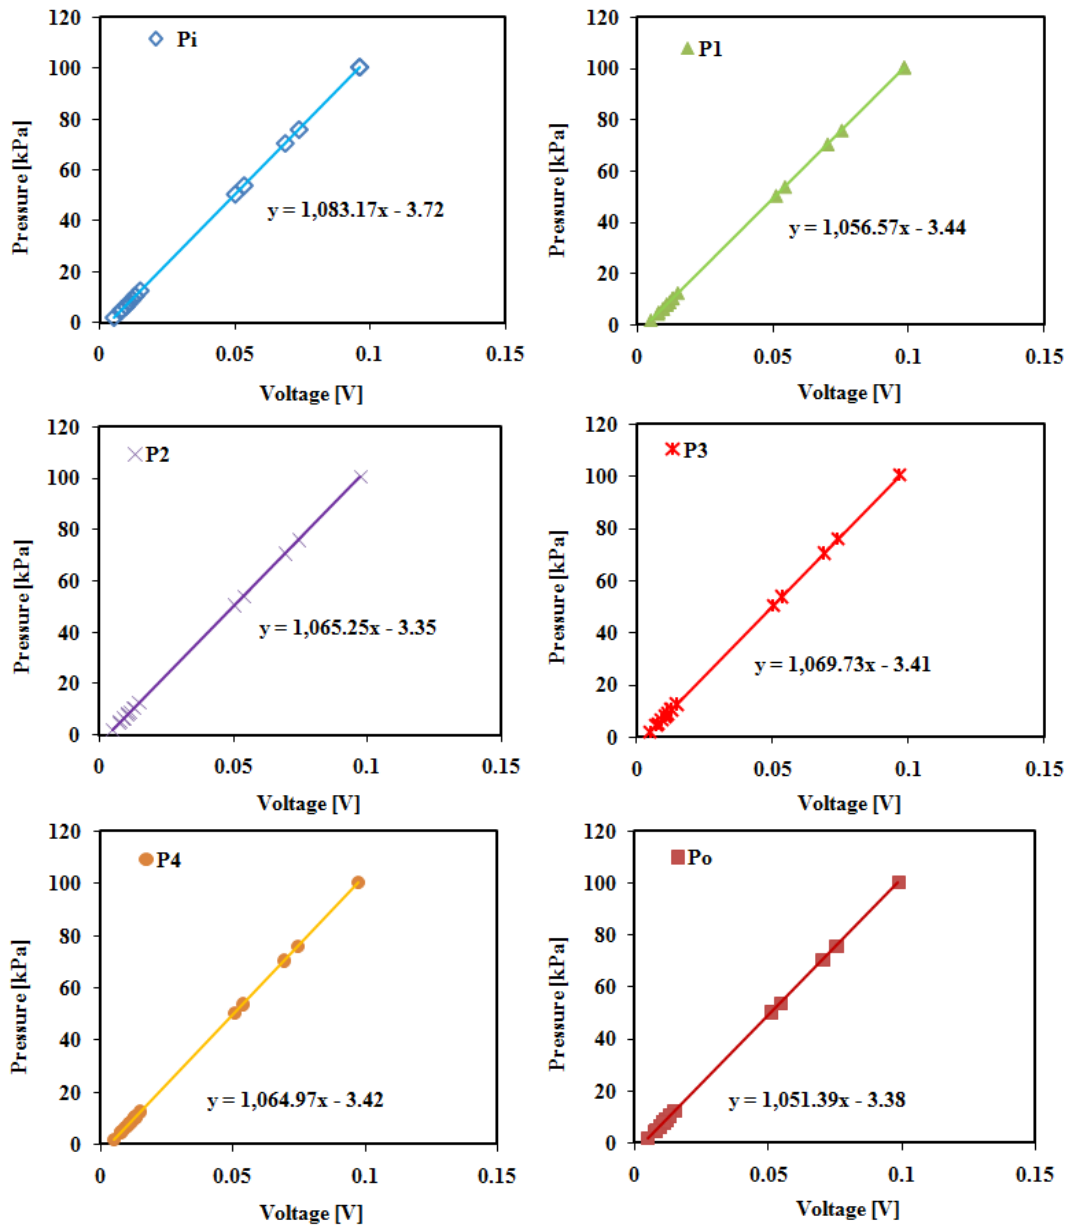 Pi
Pressure [kPa]
120
100
80
60
40
20
0
y = 1,083.17x - 3.72
0 0.05 0.1 0.15
Voltage [V]
P1
Pressure [kPa]
120
100
80
60
40
20
0
y = 1,056.57x - 3.44
0 0.05 0.1 0.15
Voltage [V]
P2
Pressure [kPa]
120
100
80
60
40
20
0
y = 1,065.25x - 3.35
0 0.05 0.1 0.15
Voltage [V]
P3
Pressure [kPa]
120
100
80
60
40
20
0
y = 1,069.73x - 3.41
0 0.05 0.1 0.15
Voltage [V]
P4
Pressure [kPa]
120
100
80
60
40
20
0
y = 1,064.97x - 3.42
0 0.05 0.1 0.15
Voltage [V]
Po
Pressure [kPa]
120
100
80
60
40
20
0
y = 1,051.39x - 3.38
0 0.05 0.1 0.15
Voltage [V]